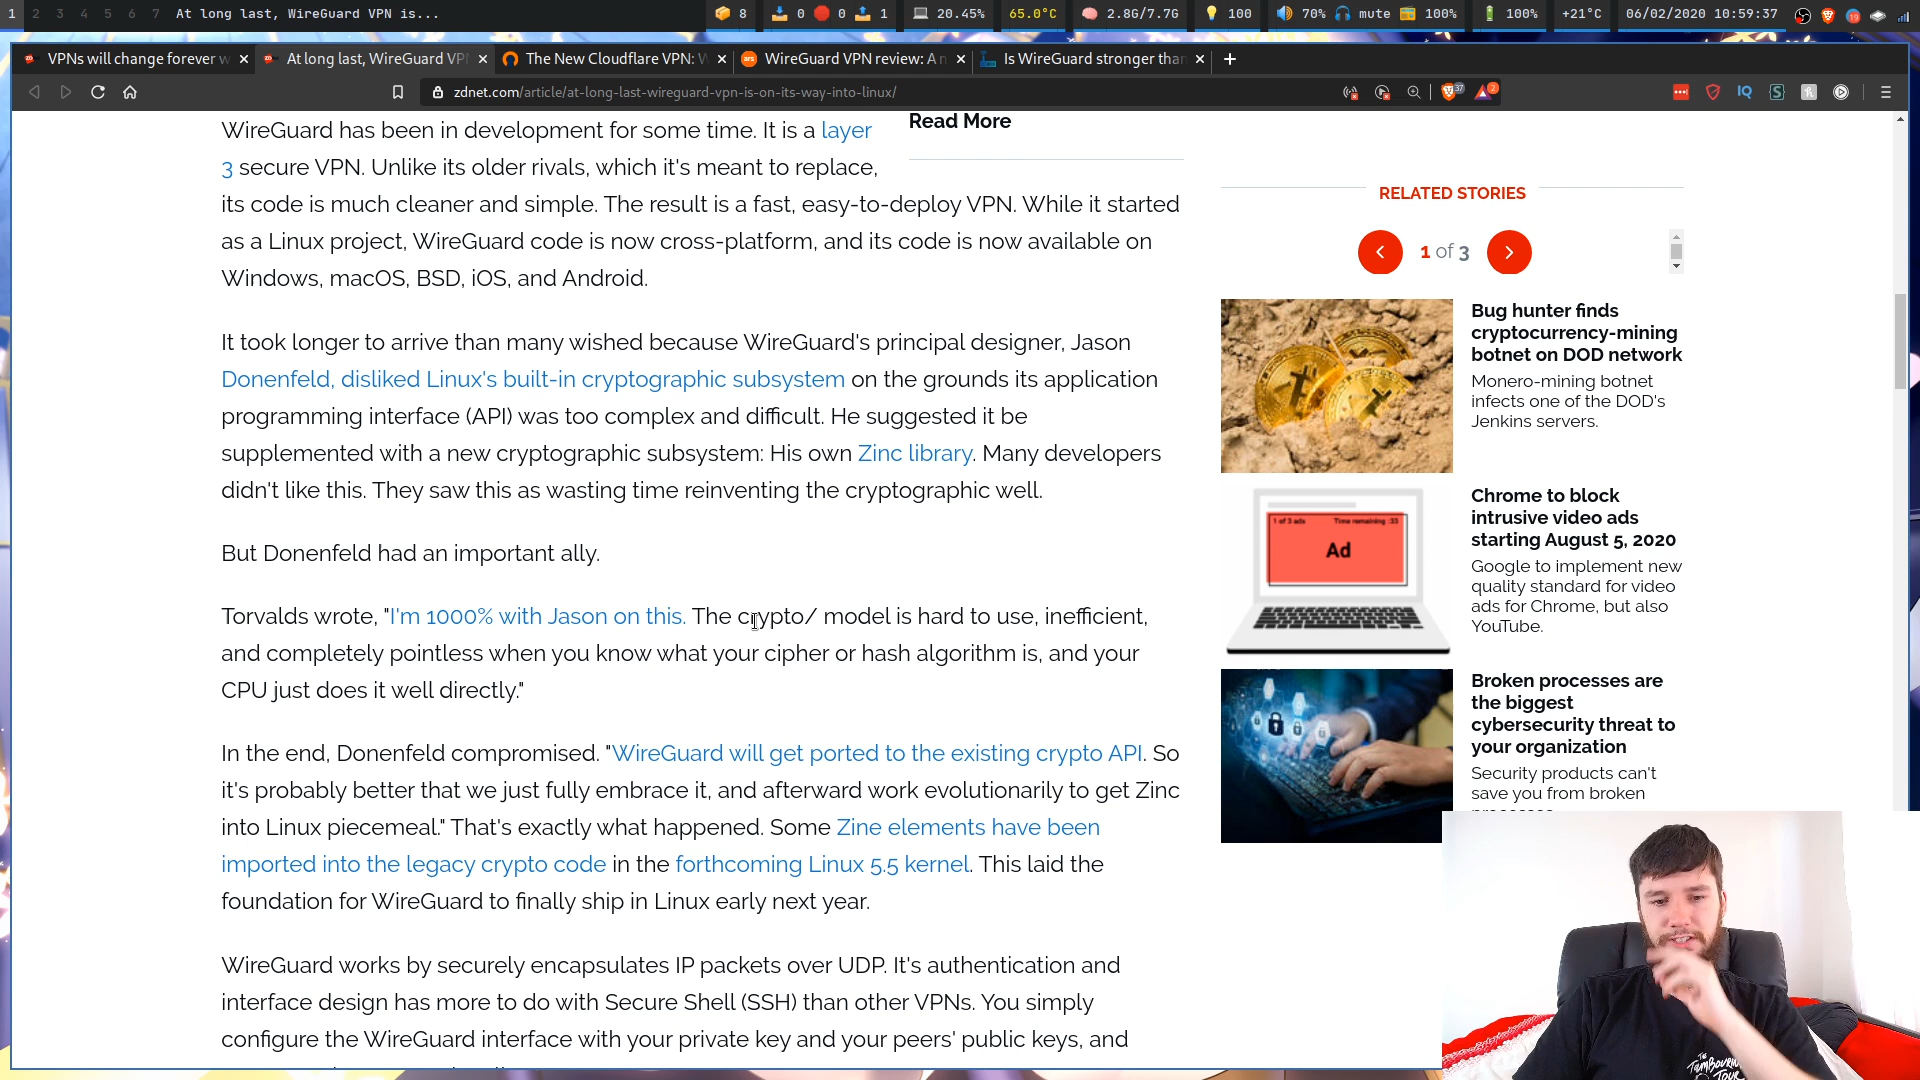 1 2 3 4 5 6 7 At long last, WireGuard VPN is... 8 0 0 1 20.45% 65.0°C 2.8G/7.7G 100 70% mute 100% 100% +21°C 06/02/2020 10:59:37
VPNs will change forever w At long last, WireGuard VPN The New Cloudflare VPN: W WireGuard VPN review: A n Is WireGuard stronger than
zdnet.com/article/at-long-last-wireguard-vpn-is-on-its-way-into-linux/
WireGuard has been in development for some time. It is a layer
3 secure VPN. Unlike its older rivals, which it's meant to replace,
its code is much cleaner and simple. The result is a fast, easy-to-deploy VPN. While it started
as a Linux project, WireGuard code is now cross-platform, and its code is now available on
Windows, macOS, BSD, iOS, and Android.
It took longer to arrive than many wished because WireGuard's principal designer, Jason
Donenfeld, disliked Linux's built-in cryptographic subsystem on the grounds its application
programming interface (API) was too complex and difficult. He suggested it be
supplemented with a new cryptographic subsystem: His own Zinc library. Many developers
didn't like this. They saw this as wasting time reinventing the cryptographic well.
But Donenfeld had an important ally.
Torvalds wrote, "I'm 1000% with Jason on this. The crypto/ model is hard to use, inefficient,
and completely pointless when you know what your cipher or hash algorithm is, and your
CPU just does it well directly."
In the end, Donenfeld compromised. "WireGuard will get ported to the existing crypto API. So
it's probably better that we just fully embrace it, and afterward work evolutionarily to get Zinc
into Linux piecemeal." That's exactly what happened. Some Zine elements have been
imported into the legacy crypto code in the forthcoming Linux 5.5 kernel. This laid the
foundation for WireGuard to finally ship in Linux early next year.
WireGuard works by securely encapsulates IP packets over UDP. It's authentication and
interface design has more to do with Secure Shell (SSH) than other VPNs. You simply
configure the WireGuard interface with your private key and your peers' public keys, and
Read More
RELATED STORIES
1 of 3
Bug hunter finds
cryptocurrency-mining
botnet on DOD network
Monero-mining botnet
infects one of the DOD's
Jenkins servers.
1 of 3 ads Time remaining :33
Ad
Chrome to block
intrusive video ads
starting August 5, 2020
Google to implement new
quality standard for video
ads for Chrome, but also
YouTube.
Broken processes are
the biggest
cybersecurity threat to
your organization
Security products can't
save you from broken
THE
TAMBOURINE
TOUR